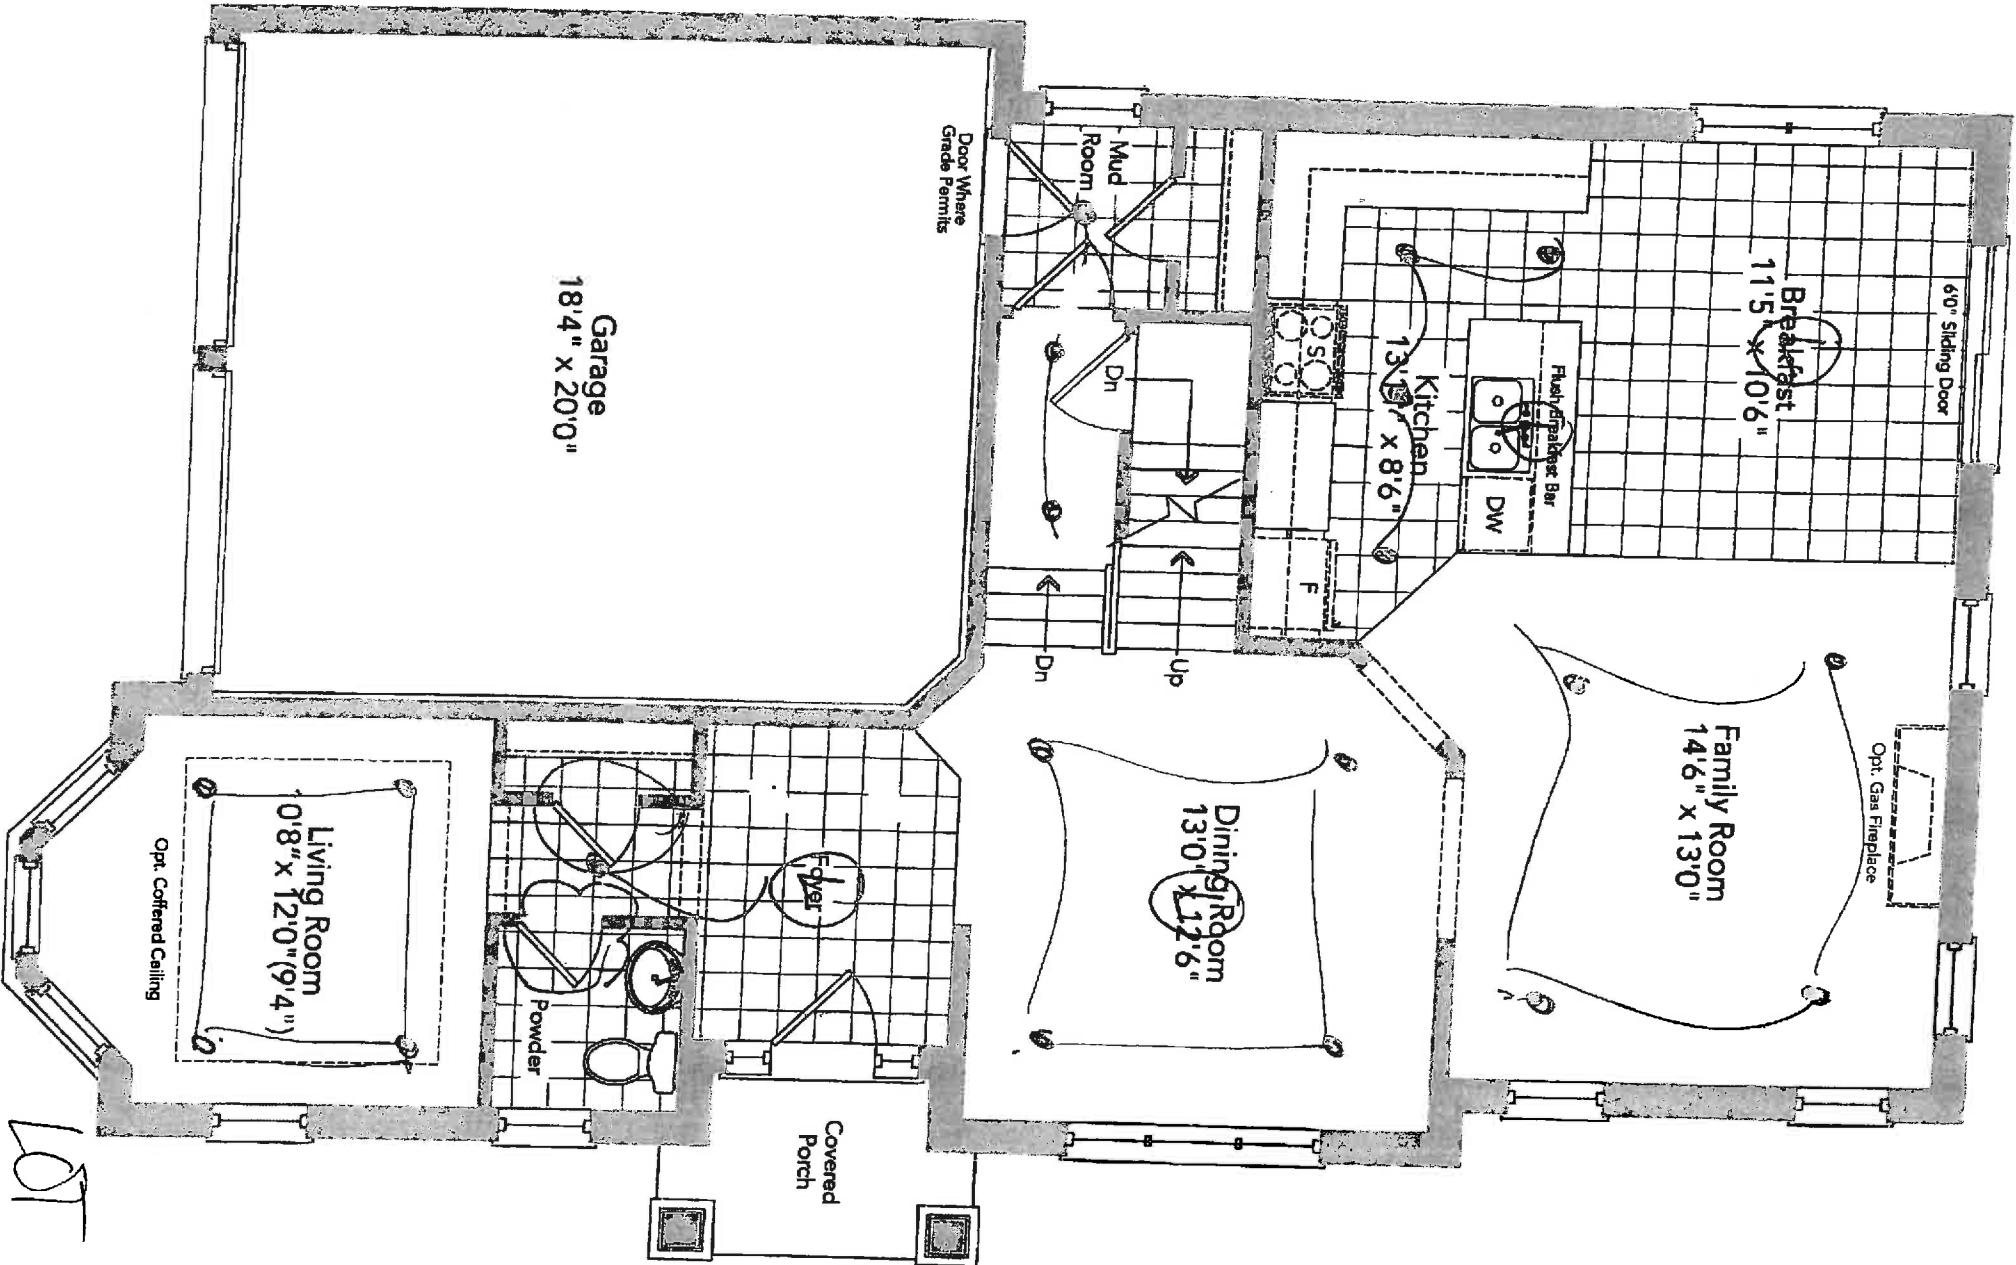 6'0" Sliding Door
Breakfast
11'5" x 10'6"
Flush Breakfast Bar
DW
Kitchen
x 8'6"
F
Opt. Gas Fireplace
Family Room
14'6" x 13'0"
Mud
Room
Door Where
Grade Permits
Dn
Up
Dn
Dining Room
13'0" x 12'6"
Garage
18'4" x 20'0"
Foyer
Powder
Covered
Porch
Living Room
0'8" x 12'0"(9'4")
Opt. Coffered Ceiling